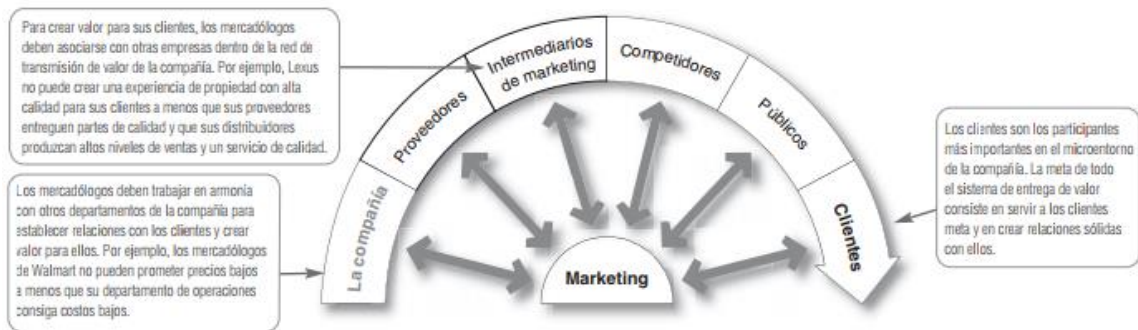 Para crear valor para sus clientes, los mercadólogos
deben asociarse con otras empresas dentro de la red de
transmisión de valor de la compañía. Por ejemplo, Lexus
no puede crear una experiencia de propiedad con alta
calidad para sus clientes a menos que sus proveedores
entreguen partes de calidad y que sus distribuidores
produzcan altos niveles de ventas y un servicio de calidad.
Los mercadólogos deben trabajar en armonía
con otros departamentos de la compañía para
establecer relaciones con los clientes y crear
valor para ellos. Por ejemplo, los mercadólogos
de Walmart no pueden prometer precios bajos
a menos que su departamento de operaciones
consiga costos bajos.
La compañía
Proveedores
Intermediarios
de marketing
Competidores
Públicos
Clientes
Marketing
Los clientes son los participantes
más importantes en el microentorno
de la compañía. La meta de todo
el sistema de entrega de valor
consiste en servir a los clientes
meta y en crear relaciones sólidas
con ellos.